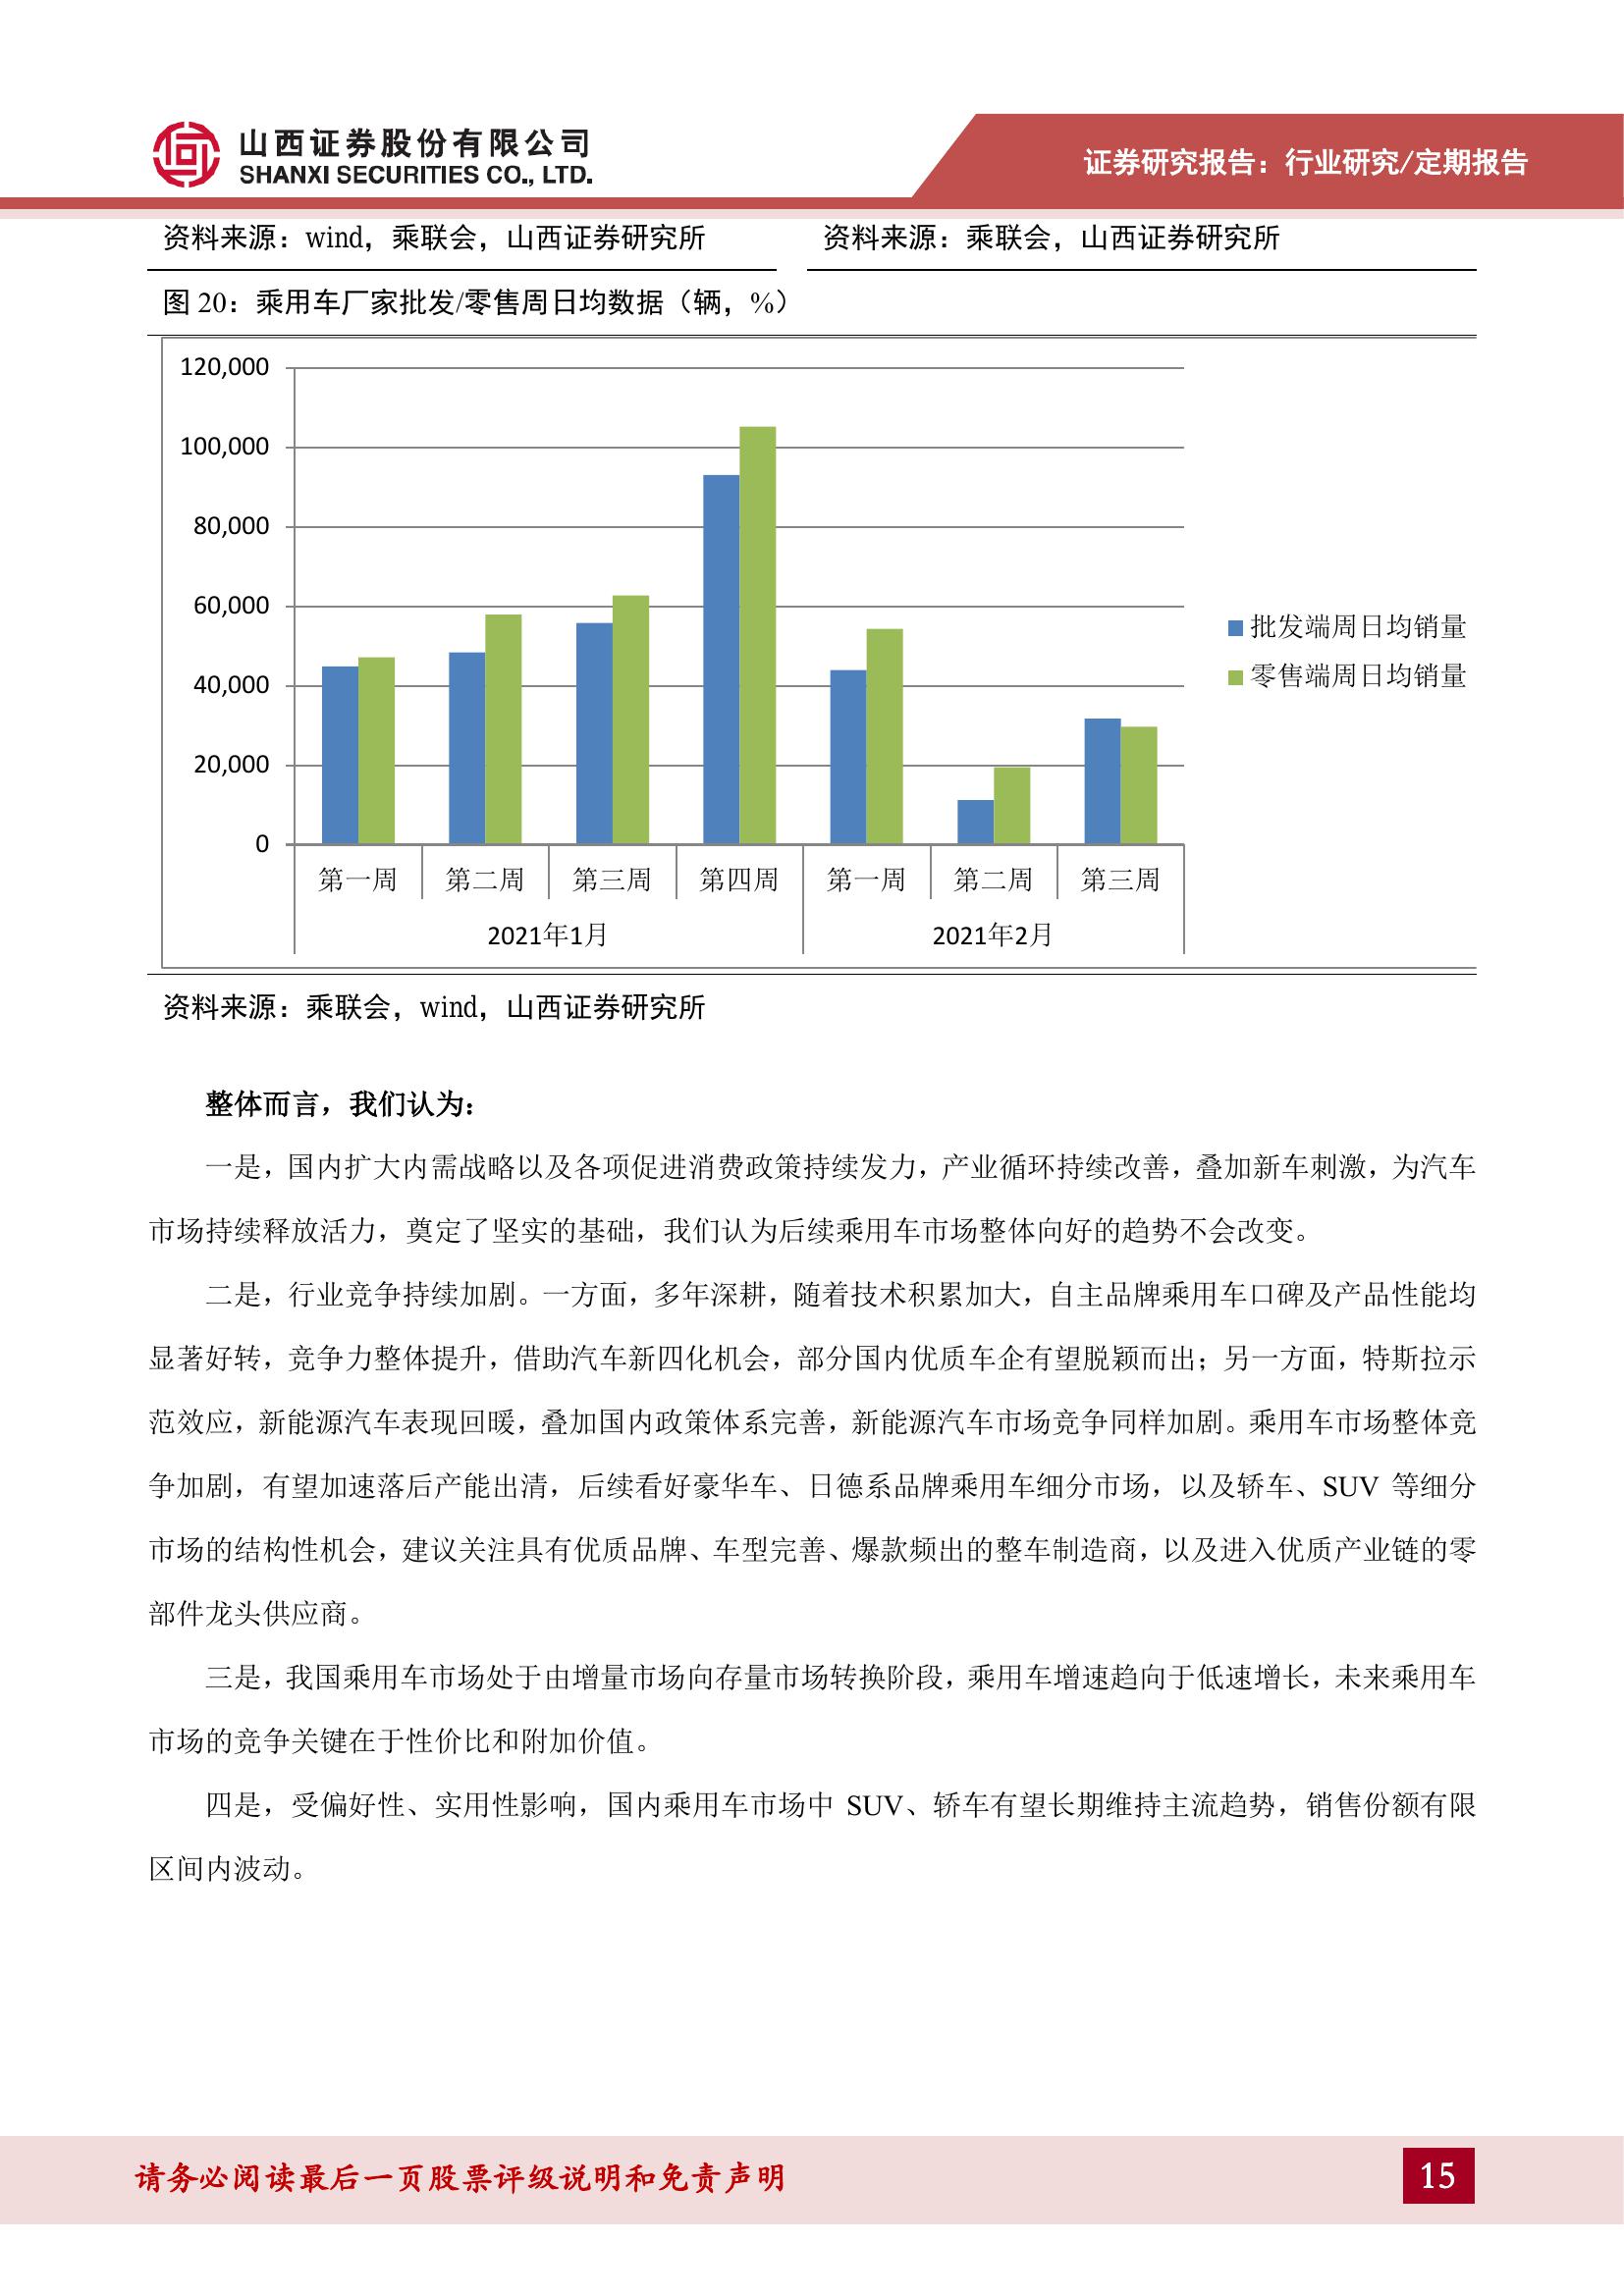 山西证券股份有限公司
SHANXI SECURITIES CO., LTD.
证券研究报告：行业研究/定期报告
资料来源：wind，乘联会，山西证券研究所
资料来源：乘联会，山西证券研究所
图 20：乘用车厂家批发/零售周日均数据（辆，%）
120,000
100,000
80,000
60,000
40,000
20,000
0
批发端周日均销量
零售端周日均销量
第一周 第二周 第三周 第四周 第一周 第二周 第三周
2021年1月 2021年2月
资料来源：乘联会，wind，山西证券研究所
整体而言，我们认为：
一是，国内扩大内需战略以及各项促进消费政策持续发力，产业循环持续改善，叠加新车刺激，为汽车
市场持续释放活力，奠定了坚实的基础，我们认为后续乘用车市场整体向好的趋势不会改变。
二是，行业竞争持续加剧。一方面，多年深耕，随着技术积累加大，自主品牌乘用车口碑及产品性能均
显著好转，竞争力整体提升，借助汽车新四化机会，部分国内优质车企有望脱颖而出；另一方面，特斯拉示
范效应，新能源汽车表现回暖，叠加国内政策体系完善，新能源汽车市场竞争同样加剧。乘用车市场整体竞
争加剧，有望加速落后产能出清，后续看好豪华车、日德系品牌乘用车细分市场，以及轿车、SUV 等细分
市场的结构性机会，建议关注具有优质品牌、车型完善、爆款频出的整车制造商，以及进入优质产业链的零
部件龙头供应商。
三是，我国乘用车市场处于由增量市场向存量市场转换阶段，乘用车增速趋向于低速增长，未来乘用车
市场的竞争关键在于性价比和附加价值。
四是，受偏好性、实用性影响，国内乘用车市场中 SUV、轿车有望长期维持主流趋势，销售份额有限
区间内波动。
请务必阅读最后一页股票评级说明和免责声明
15